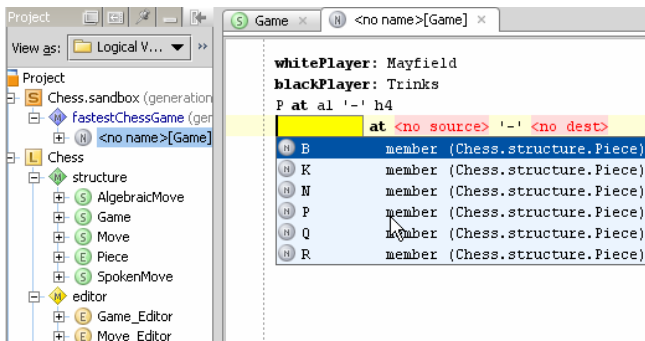 Project
View as: Logical V...
Project
S Chess.sandbox (generation
M fastestChessGame (ger
N <no name>[Game]
L Chess
M structure
S AlgebraicMove
S Game
S Move
E Piece
S SpokenMove
M editor
E Game_Editor
E Move Editor
S Game ×
N <no name>[Game] ×
whitePlayer: Mayfield
blackPlayer: Trinks
P at a1 '-' h4
at <no source> '-' <no dest>
N B member (Chess.structure.Piece)
N K member (Chess.structure.Piece)
N N member (Chess.structure.Piece)
N P member (Chess.structure.Piece)
N Q member (Chess.structure.Piece)
N R member (Chess.structure.Piece)